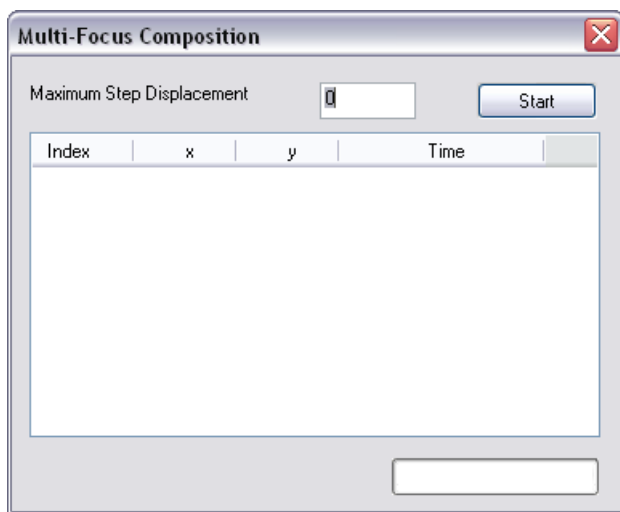 Multi-Focus Composition
Maximum Step Displacement 0 Start
Index x y Time